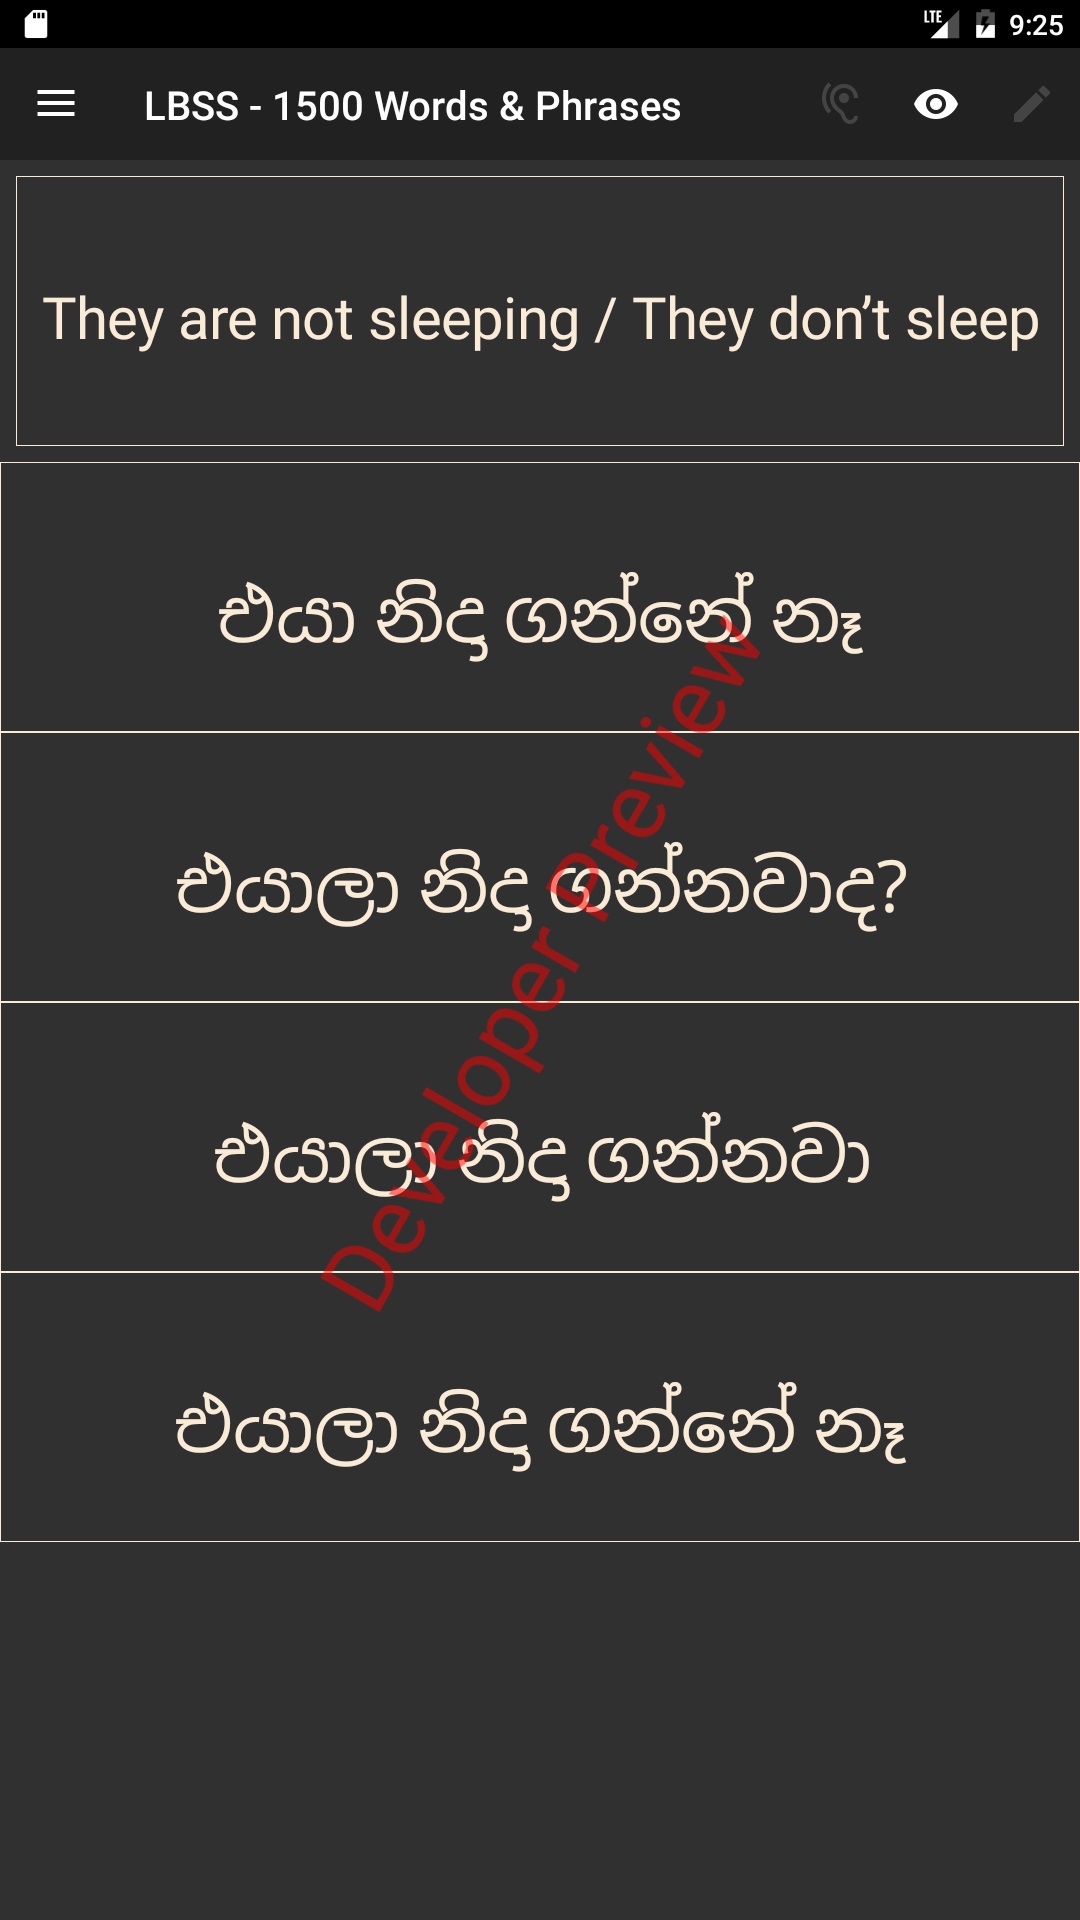 LTE 9:25
LBSS - 1500 Words & Phrases
They are not sleeping / They don’t sleep
එයා නිදා ගන්නේ නෑ
එයාලා නිදා ගන්නවාද?
එයාලා නිදා ගන්නවා
එයාලා නිදා ගන්නේ නෑ
Developer Preview